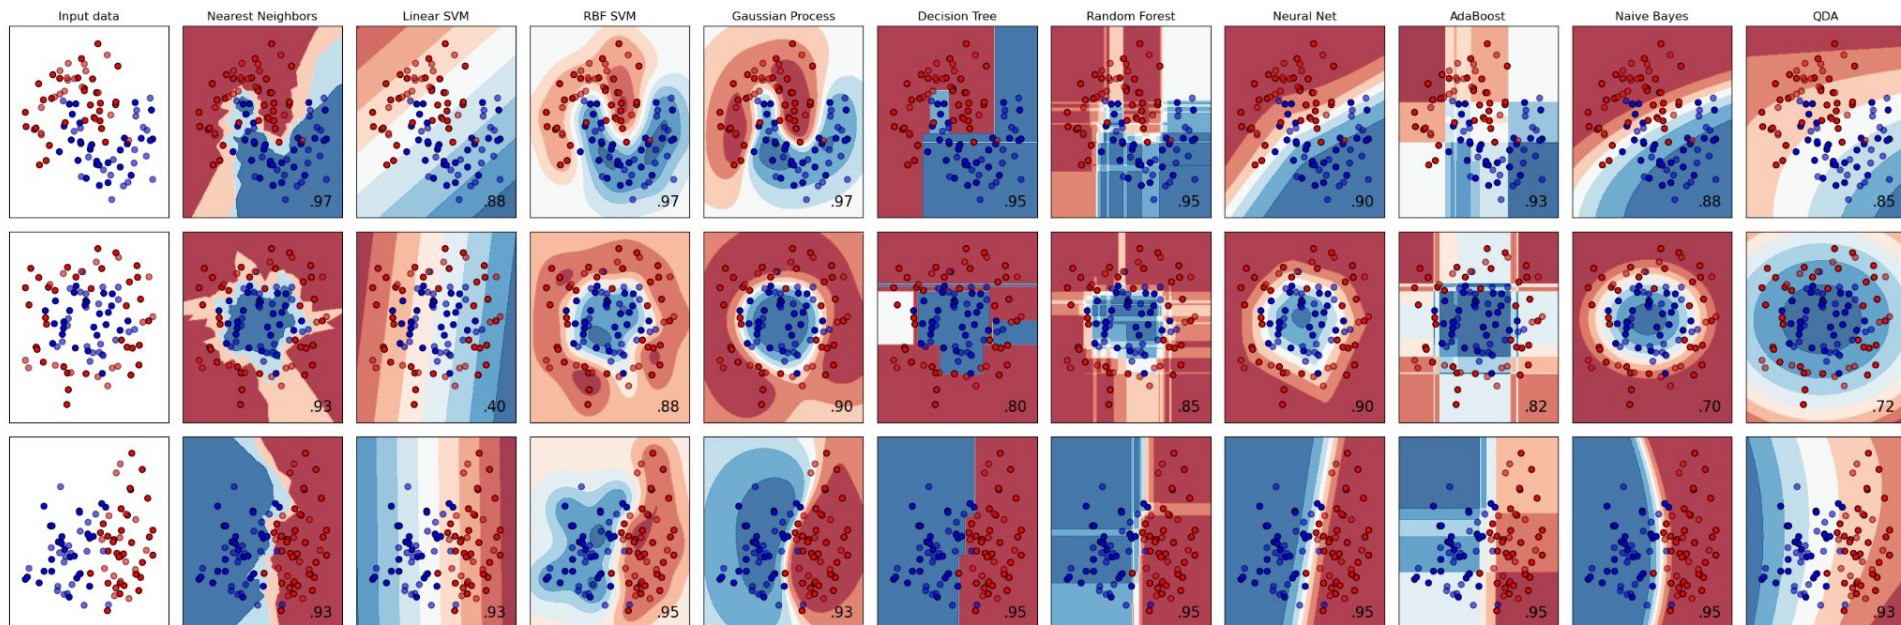 Input data Nearest Neighbors Linear SVM RBF SVM Gaussian Process Decision Tree Random Forest Neural Net AdaBoost Naive Bayes QDA
.97 .88 .97 .97 .95 .95 .90 .93 .88 .85
.93 .40 .88 .90 .80 .85 .90 .82 .70 .72
.93 .93 .95 .93 .95 .95 .95 .95 .95 .93